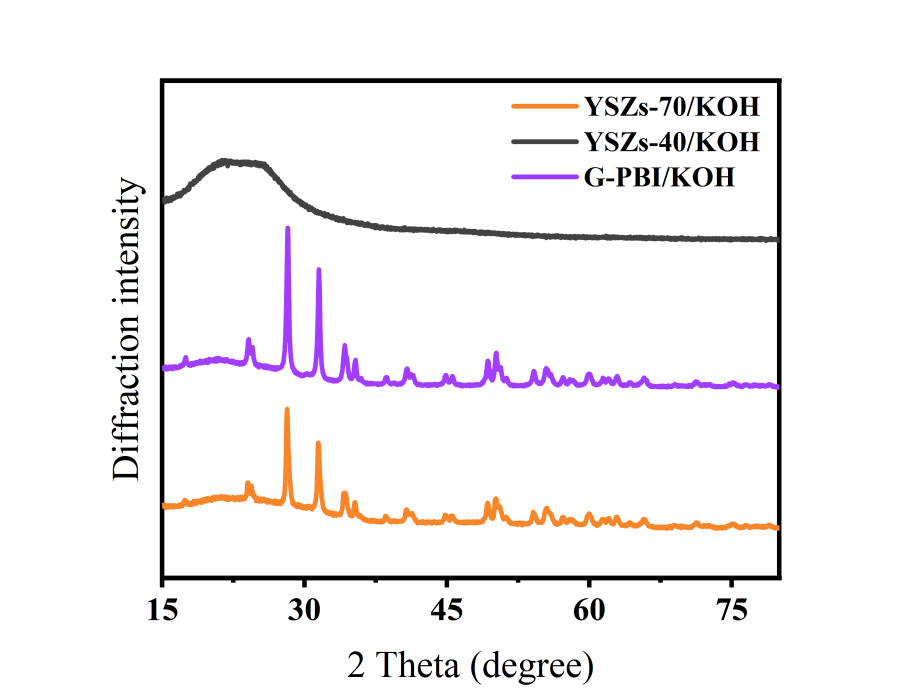 YSZs-70/KOH
YSZs-40/KOH
G-PBI/KOH
Diffraction intensity
15 30 45 60 75
2 Theta (degree)